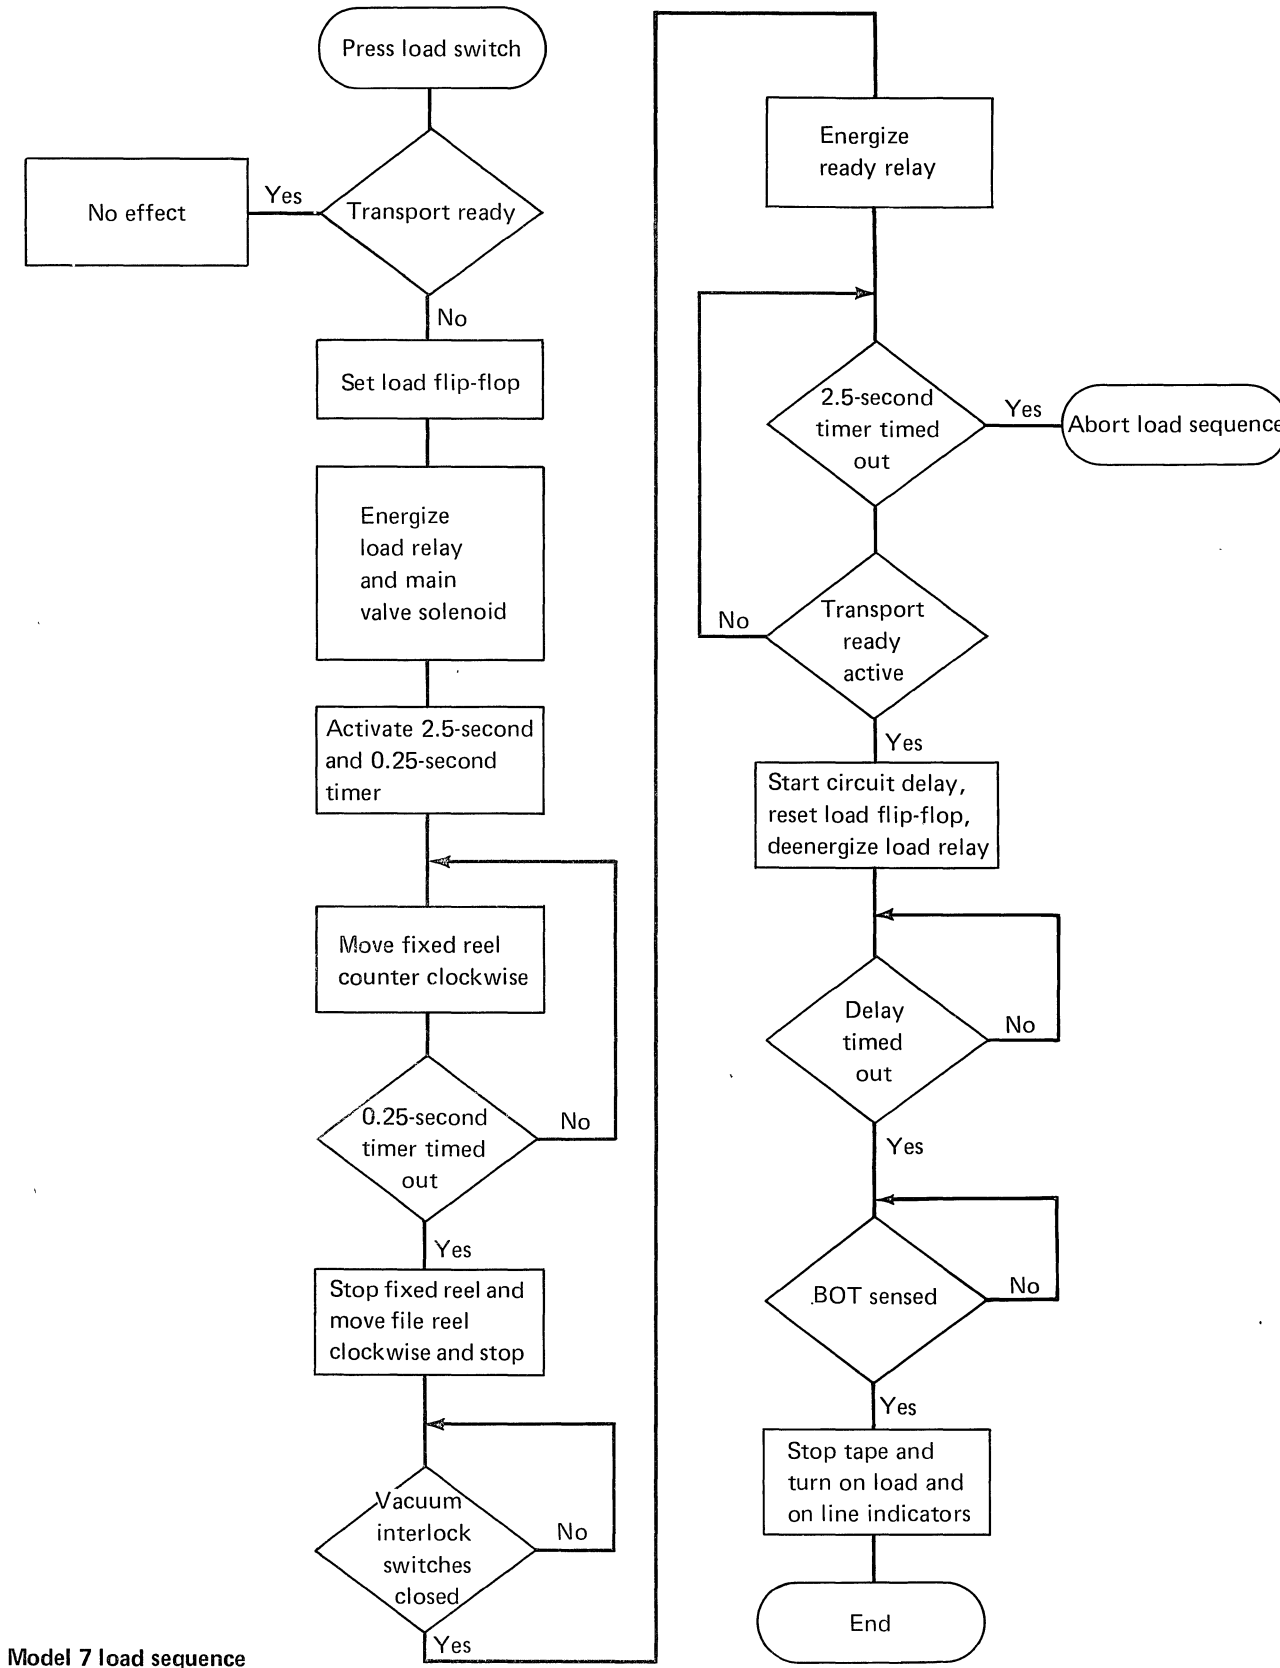 Press load switch
Yes
No effect
Transport ready
No
Set load flip-flop
Energize
load relay
and main
valve solenoid
Activate 2.5-second
and 0.25-second
timer
Move fixed reel
counter clockwise
0.25-second
timer timed
out
No
Yes
Stop fixed reel and
move file reel
clockwise and stop
Vacuum
interlock
switches
closed
No
Yes
Energize
ready relay
2.5-second
timer timed
out
Yes
Abort load sequence
Transport
ready
active
No
Yes
Start circuit delay,
reset load flip-flop,
deenergize load relay
Delay
timed
out
No
Yes
BOT sensed
No
Yes
Stop tape and
turn on load and
on line indicators
End
Model 7 load sequence